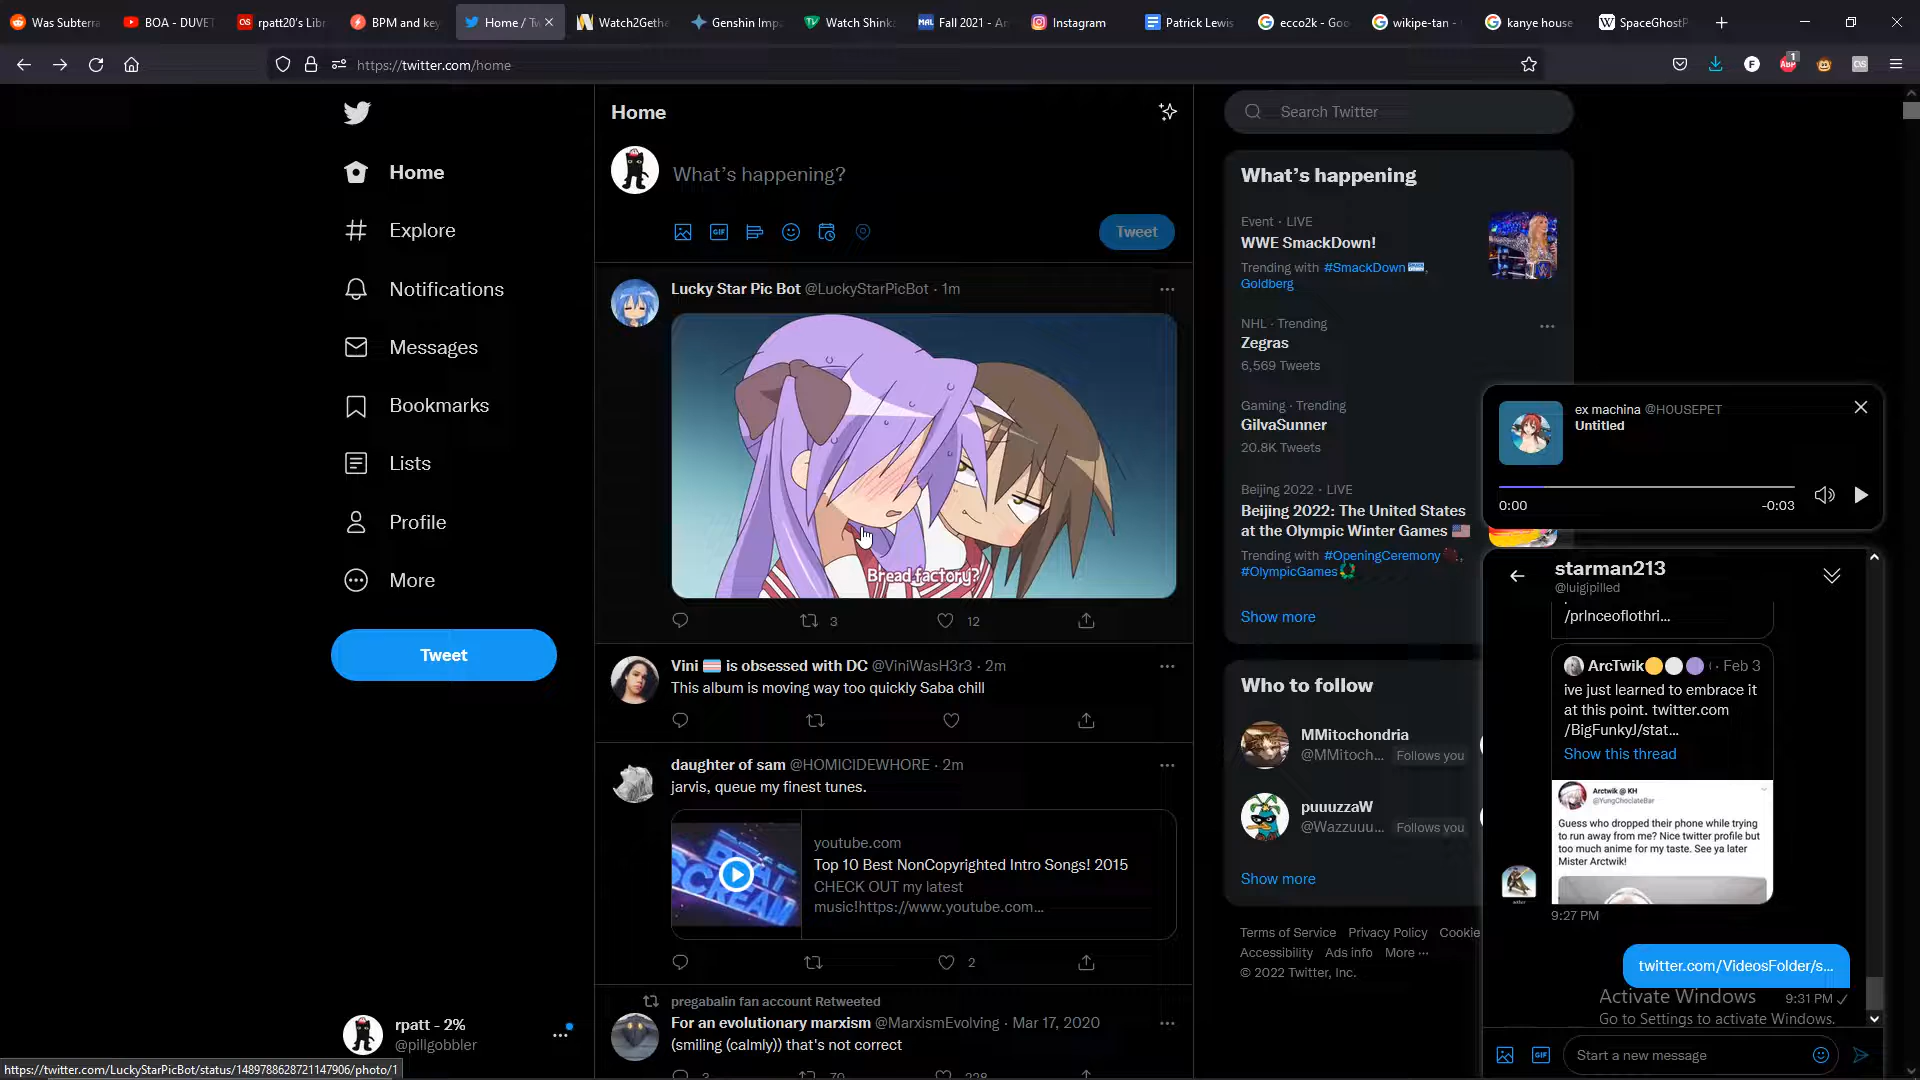 Was Subterra
BOA - DUVET
rpatt20's Libr
BPM and key
Home / Tw
Watch2Gethe
Genshin Imp
Watch Shinka
MAL Fall 2021 - An
Instagram
Patrick Lewis
ecco2k - Goo
wikipe-tan -
kanye house
W SpaceGhostP
https://twitter.com/home
Home
Explore
Notifications
Messages
Bookmarks
Lists
Profile
More
Tweet
rpatt - 2%
@pillgobbler
https://twitter.com/LuckyStarPicBot/status/1489788628721147906/photo/1
Home
What's happening?
GIF
Tweet
Lucky Star Pic Bot @LuckyStarPicBot · 1m
Bread factory?
3 12
Vini is obsessed with DC @ViniWasH3r3 · 2m
This album is moving way too quickly Saba chill
daughter of sam @HOMICIDEWHORE · 2m
jarvis, queue my finest tunes.
youtube.com
Top 10 Best NonCopyrighted Intro Songs! 2015
CHECK OUT my latest
music!https://www.youtube.com...
2
pregabalin fan account Retweeted
For an evolutionary marxism @MarxismEvolving · Mar 17, 2020
(smiling (calmly)) that's not correct
3 70 228
Search Twitter
What's happening
Event · LIVE
WWE SmackDown!
Trending with #SmackDown ,
Goldberg
NHL · Trending
Zegras
6,569 Tweets
Gaming · Trending
GilvaSunner
20.8K Tweets
Beijing 2022 · LIVE
Beijing 2022: The United States
at the Olympic Winter Games
Trending with #OpeningCeremony ,
#OlympicGames
Show more
Who to follow
MMitochondria
@MMitoch... Follows you
puuuzzaW
@Wazzuuu... Follows you
Show more
Terms of Service Privacy Policy Cookie
Accessibility Ads info More ···
© 2022 Twitter, Inc.
ex machina @HOUSEPET
Untitled
0:00 -0:03
starman213
@luigipilled
/prlnceoflothri...
ArcTwik · Feb 3
ive just learned to embrace it
at this point. twitter.com
/BigFunkyJ/stat...
Show this thread
Arctwik @ KH
@YungChoclateBar
Guess who dropped their phone while trying
to run away from me? Nice twitter profile but
too much anime for my taste. See ya later
Mister Arctwik!
9:27 PM
twitter.com/VideosFolder/s...
9:31 PM
Activate Windows
Go to Settings to activate Windows.
GIF
Start a new message